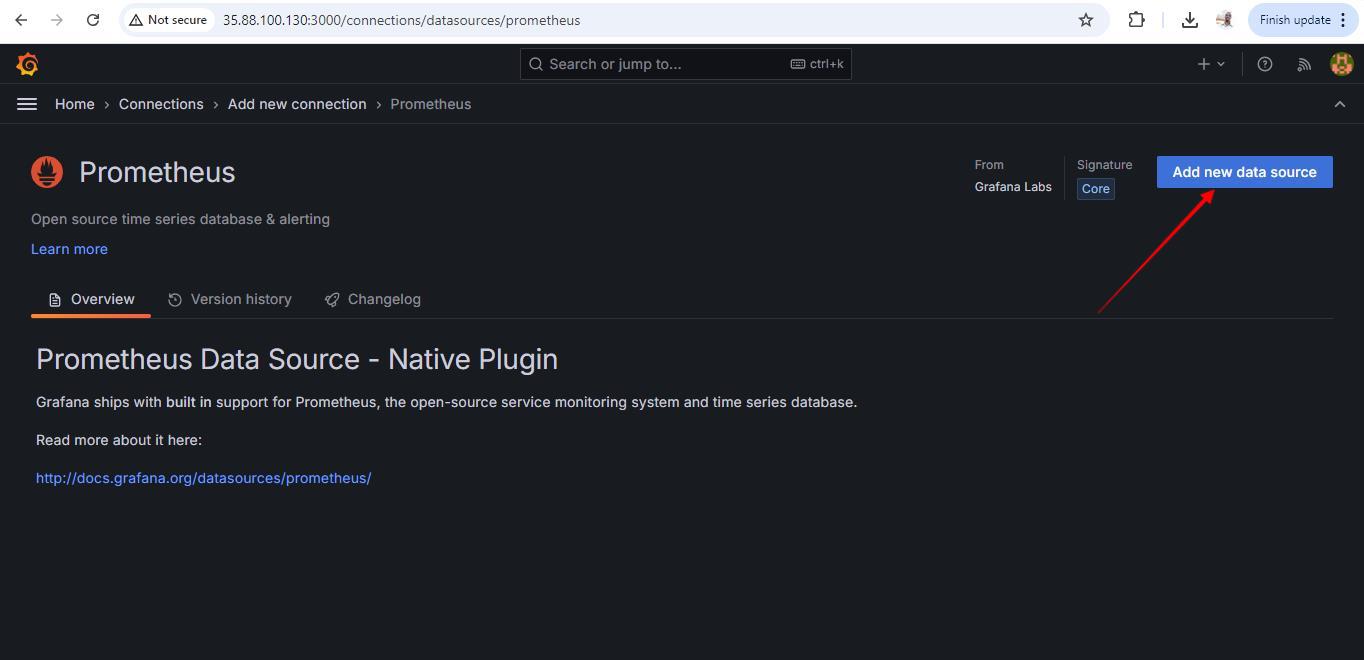 Not secure
35.88.100.130:3000/connections/datasources/prometheus
Finish update
Search or jump to...
ctrl+k
Home › Connections › Add new connection › Prometheus
Prometheus
From
Grafana Labs
Signature
Core
Add new data source
Open source time series database & alerting
Learn more
Overview
Version history
Changelog
Prometheus Data Source - Native Plugin
Grafana ships with built in support for Prometheus, the open-source service monitoring system and time series database.
Read more about it here:
http://docs.grafana.org/datasources/prometheus/